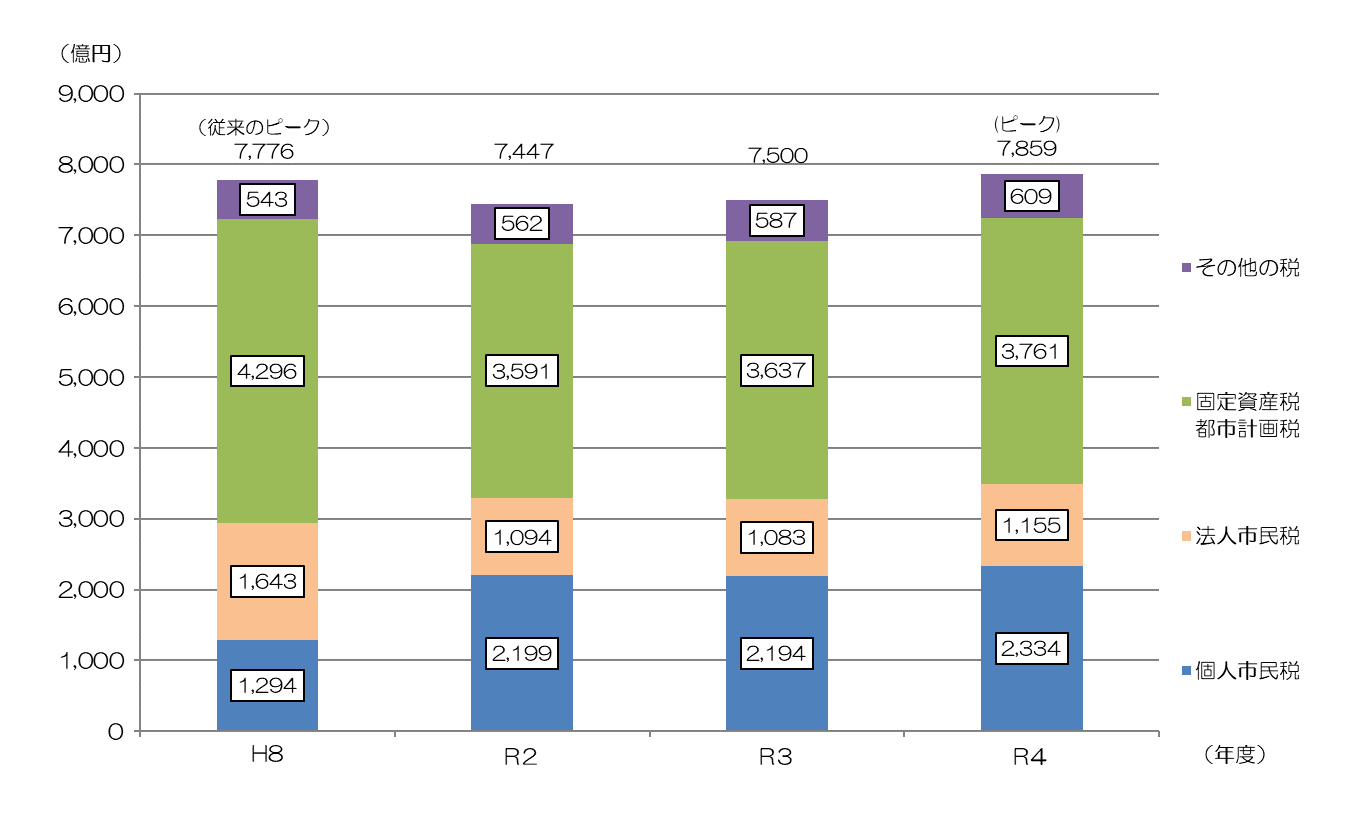 （億円）
9,000
8,000
7,000
6,000
5,000
4,000
3,000
2,000
1,000
0
（従来のピーク）
7,776
543
4,296
1,643
1,294
H8
7,447
562
3,591
1,094
2,199
R2
7,500
587
3,637
1,083
2,194
R3
(ピーク)
7,859
609
3,761
1,155
2,334
R4
（年度）
その他の税
固定資産税
都市計画税
法人市民税
個人市民税